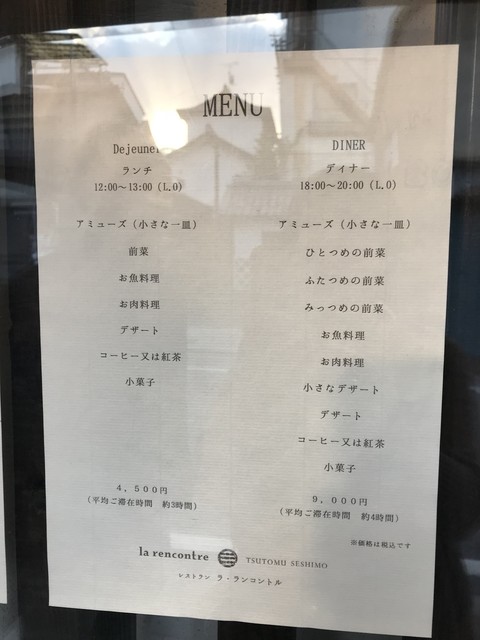 MENU
Dejeuner
ランチ
12:00～13:00（L.O）
アミューズ（小さな一皿）
前菜
お魚料理
お肉料理
デザート
コーヒー又は紅茶
小菓子
4，500円
（平均ご滞在時間　約3時間）
DINER
ディナー
18:00～20:00（L.O）
アミューズ（小さな一皿）
ひとつめの前菜
ふたつめの前菜
みっつめの前菜
お魚料理
お肉料理
小さなデザート
デザート
コーヒー又は紅茶
小菓子
9，000円
（平均ご滞在時間　約4時間）
※価格は税込です
la rencontre TSUTOMU SESHIMO
レストラン ラ・ランコントル